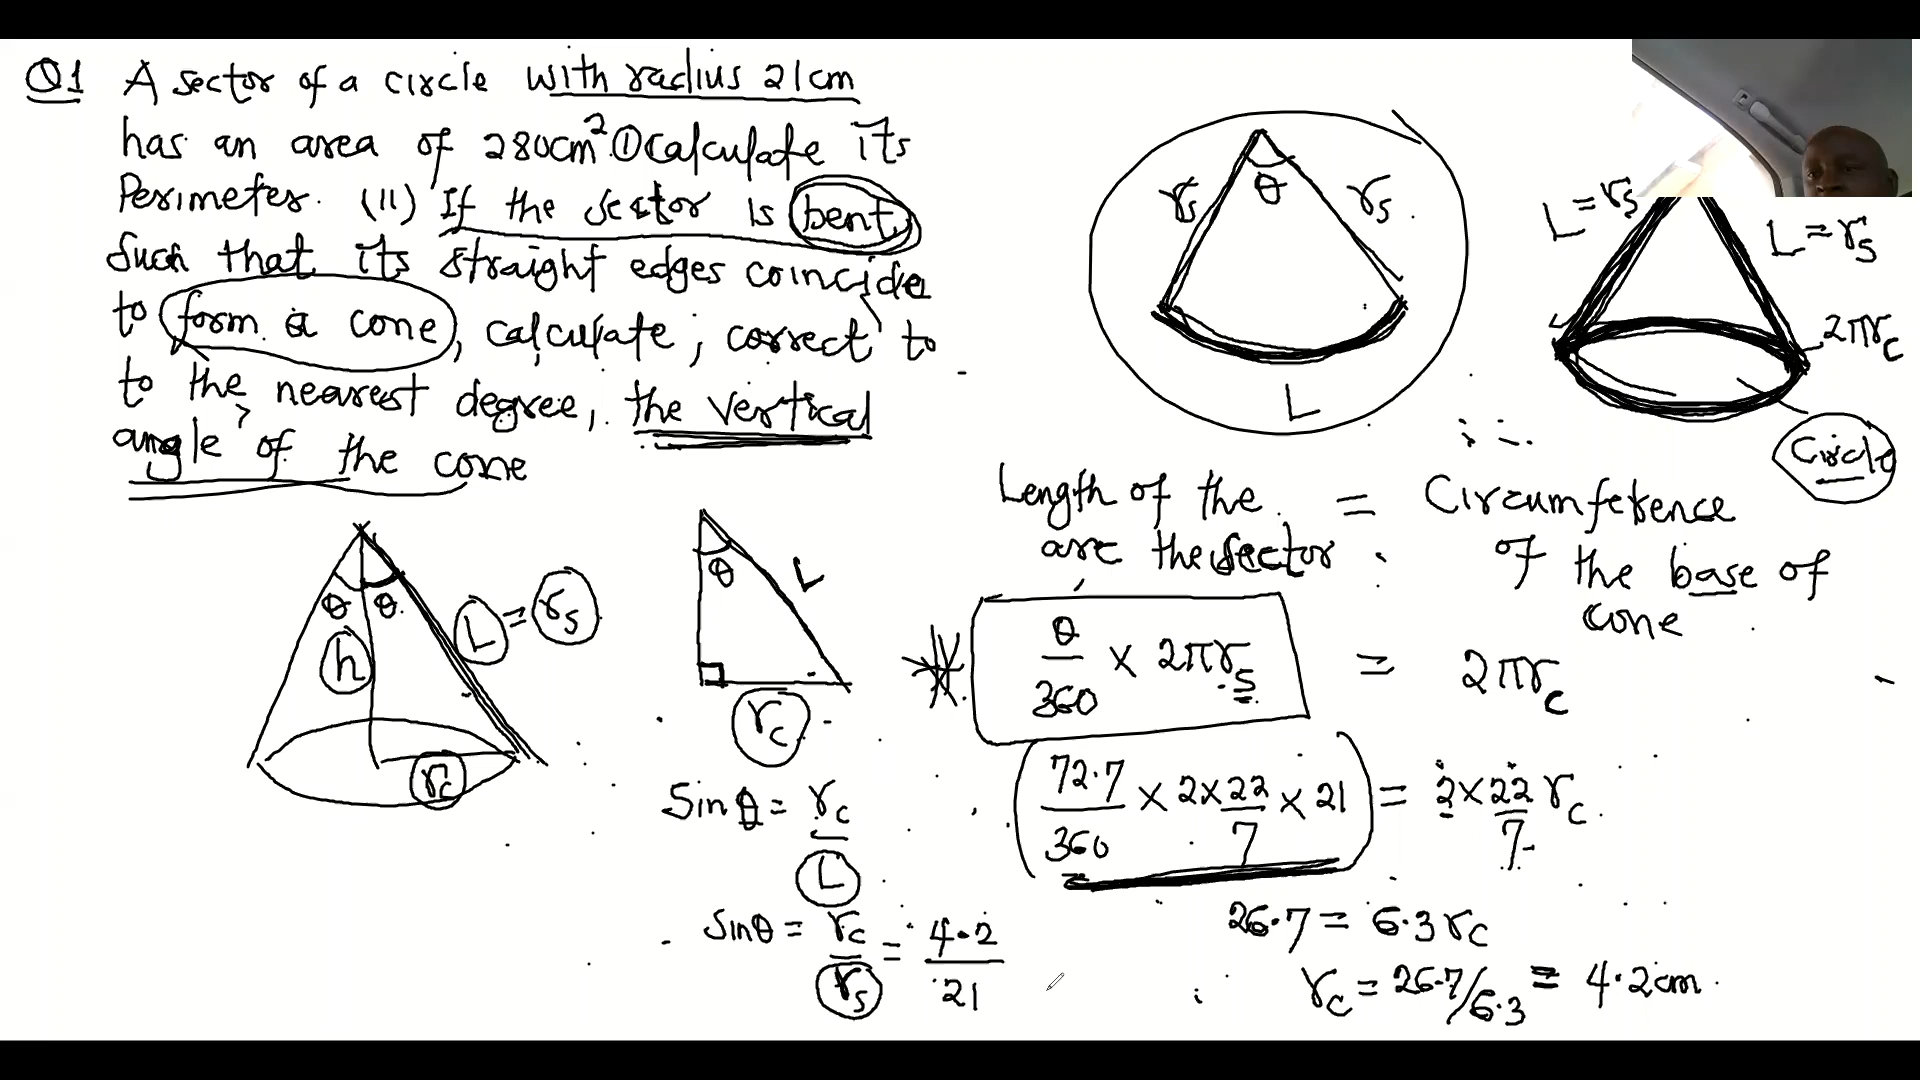 Q1 A sector of a circle with radius 21cm
has an area of 280cm² ①calculate its
Perimeter. (II) If the sector is bent
such that its straight edges coincide
to form a cone, calculate, correct to
to the nearest degree, the vertical
angle of the cone
θ
rs
rs
L
L = rs
L = rs
2πrc
Circle
Length of the = Circumference
arc the sector of the base of
cone
θ/360 × 2πrs = 2πrc
72.7/360 × 2×22/7 × 21 = 2×22/7 rc
26.7 = 6.3rc
rc = 26.7/6.3 = 4.2cm
θ θ
h
L = rs
rc
θ
L
rc
Sin θ = rc/L
Sinθ = rc/rs = 4.2/21